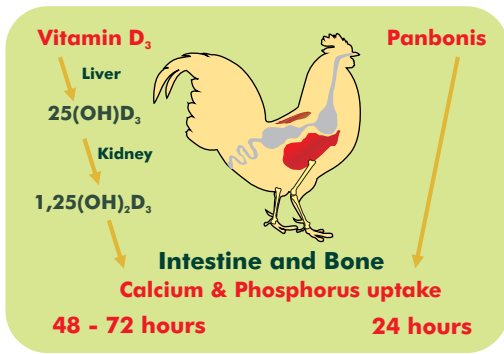 Vitamin D₃
Panbonis
Liver
25(OH)D₃
Kidney
1,25(OH)₂D₃
Intestine and Bone
Calcium & Phosphorus uptake
48 - 72 hours
24 hours